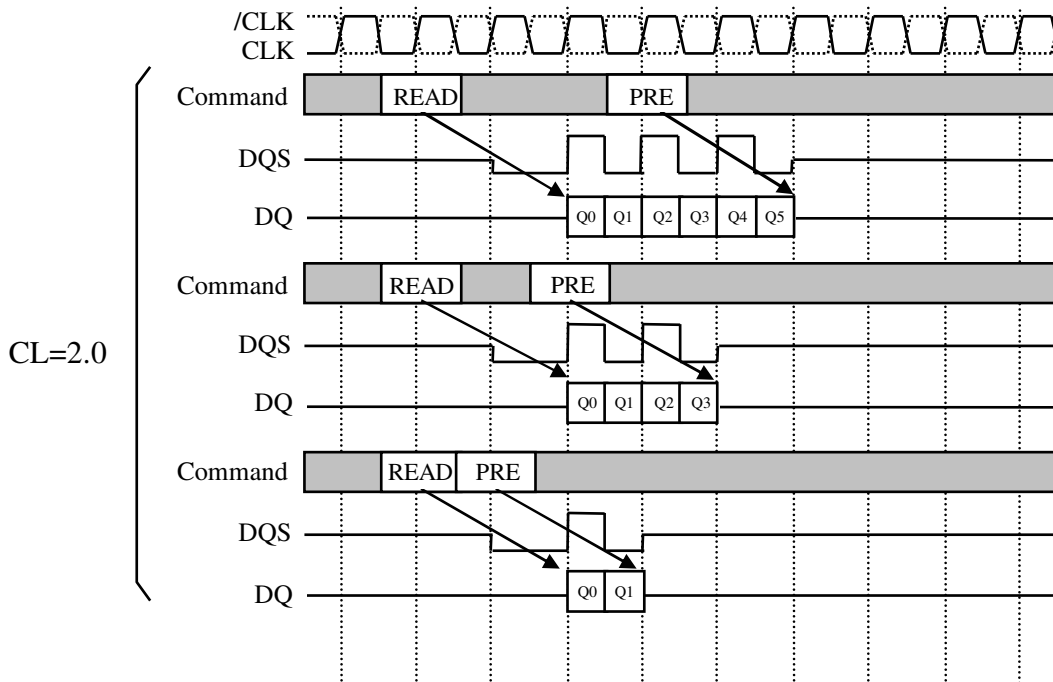 /CLK
CLK
Command READ PRE
DQS
DQ Q0 Q1 Q2 Q3 Q4 Q5
Command READ PRE
CL=2.0
DQS
DQ Q0 Q1 Q2 Q3
Command READ PRE
DQS
DQ Q0 Q1